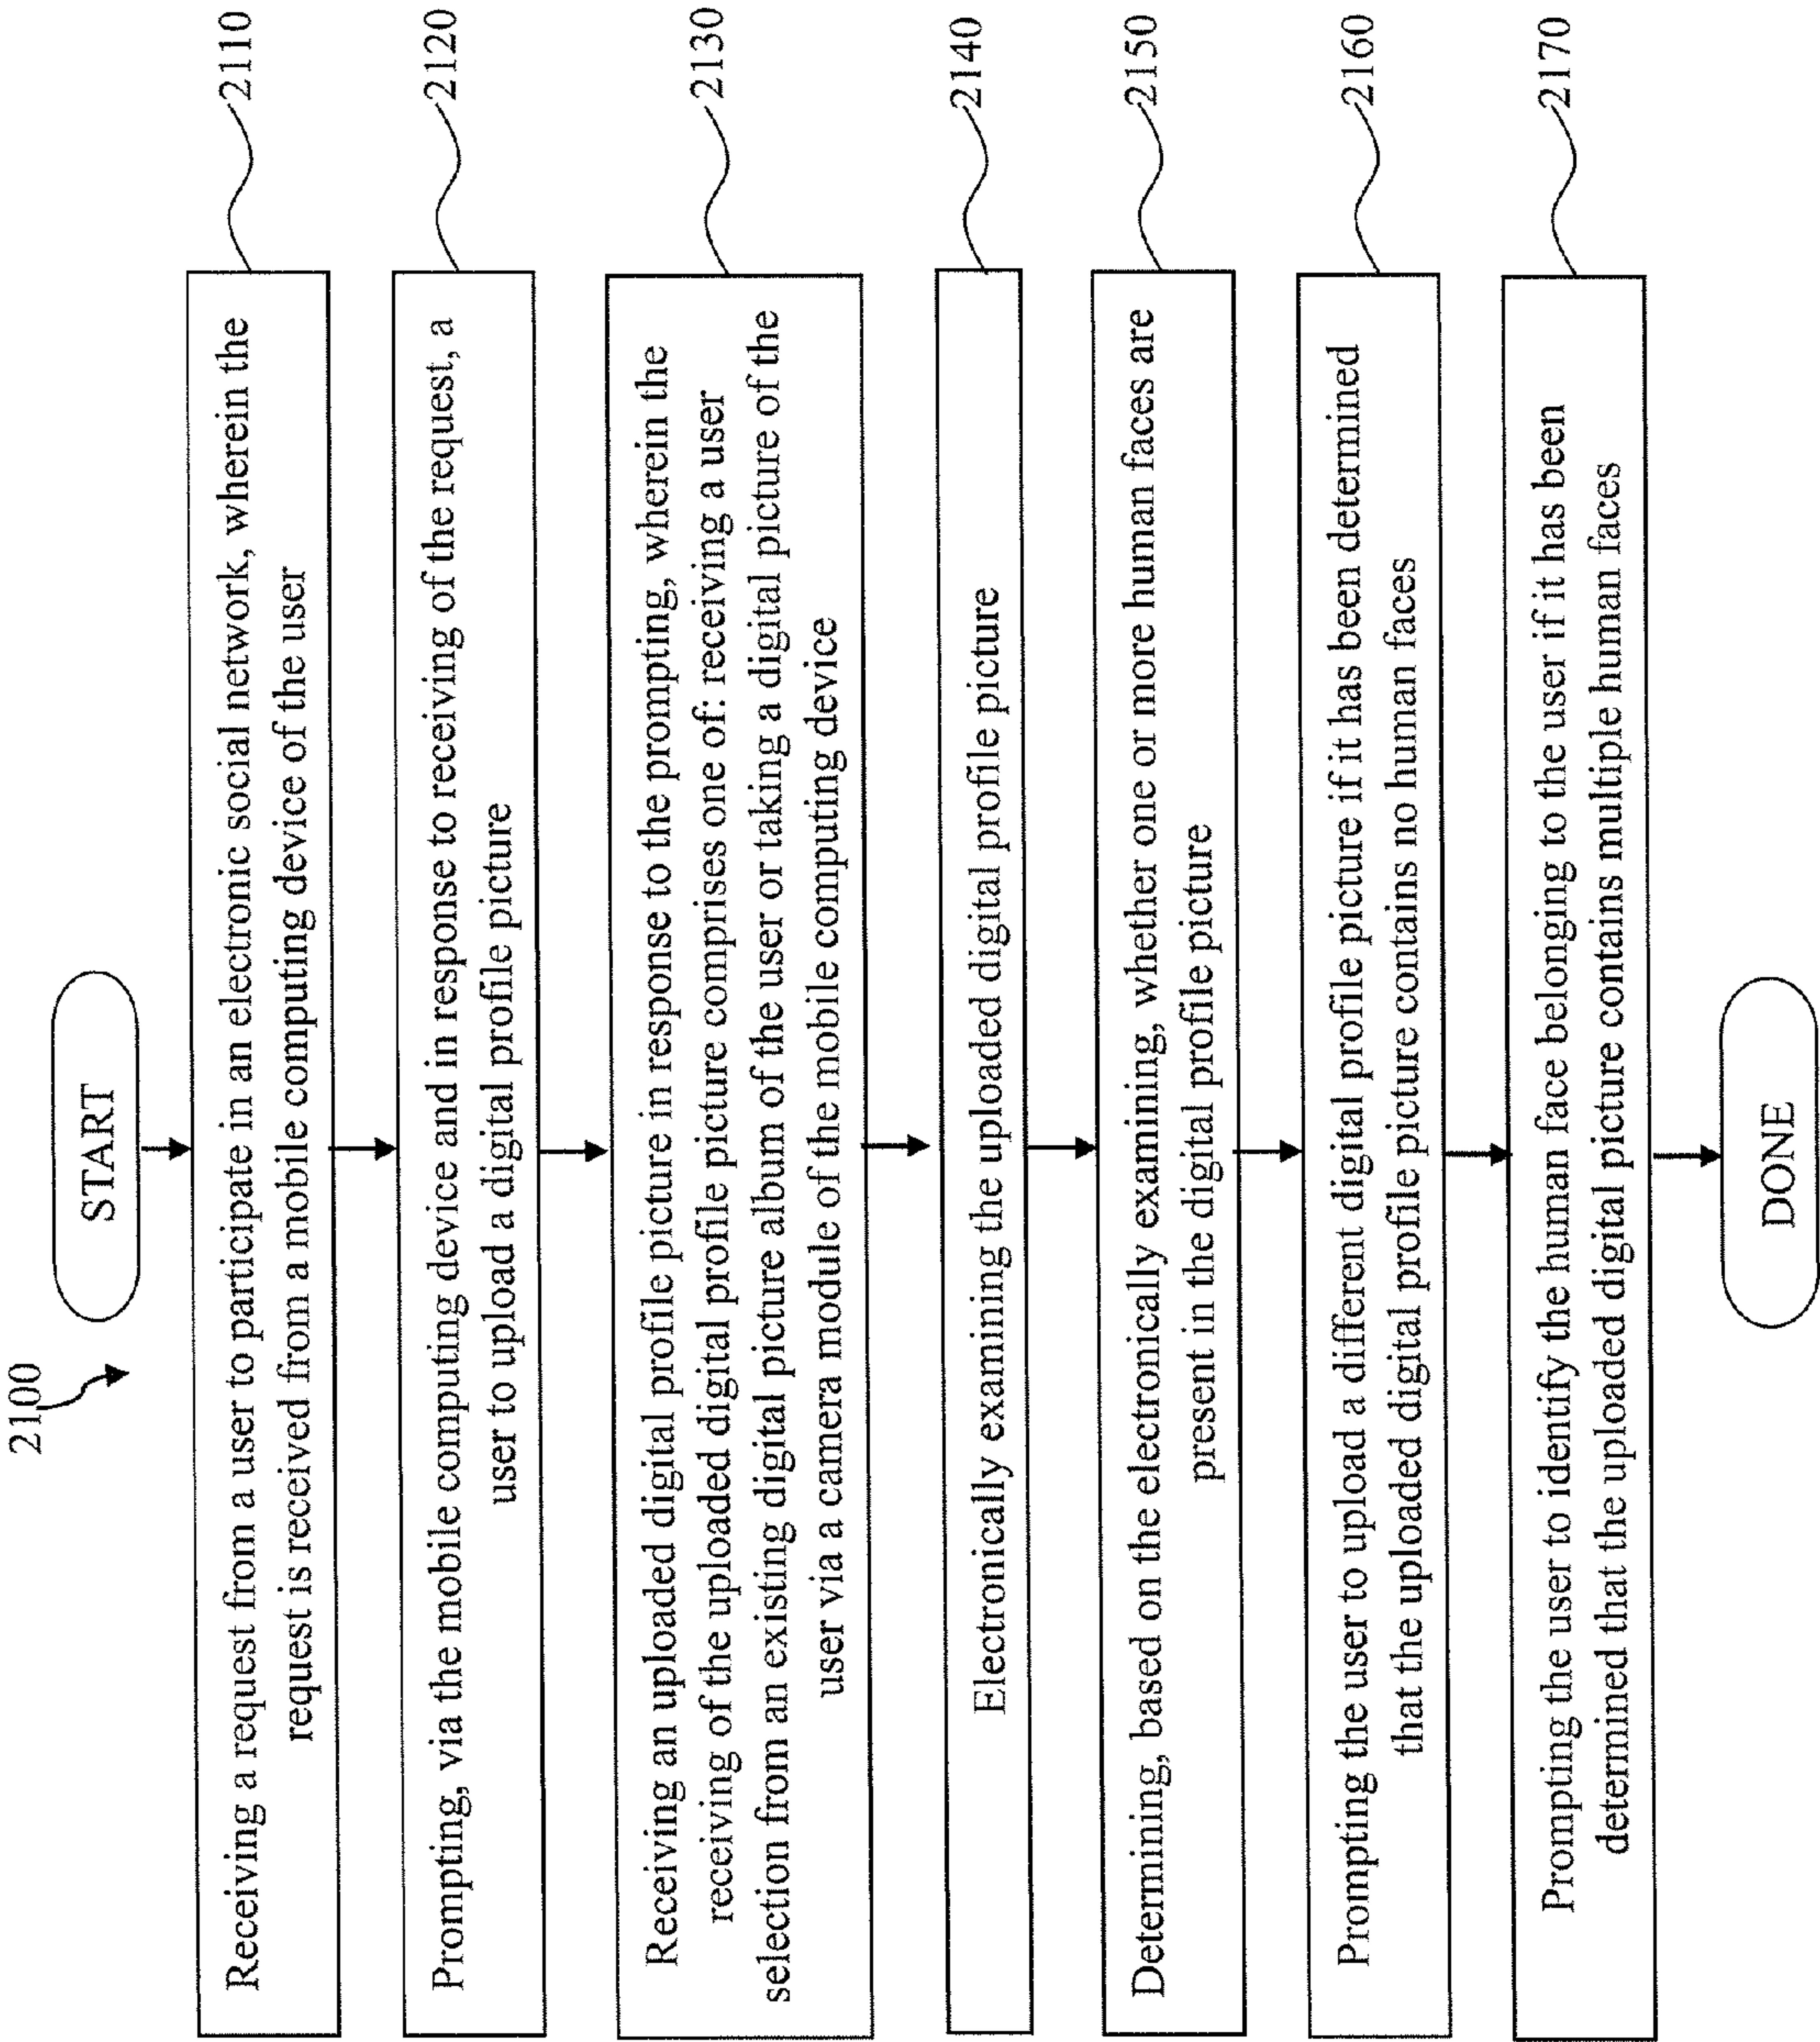 2100
START
Receiving a request from a user to participate in an electronic social network, wherein the
request is received from a mobile computing device of the user
2110
Prompting, via the mobile computing device and in response to receiving of the request, a
user to upload a digital profile picture
2120
Receiving an uploaded digital profile picture in response to the prompting, wherein the
receiving of the uploaded digital profile picture comprises one of: receiving a user
selection from an existing digital picture album of the user or taking a digital picture of the
user via a camera module of the mobile computing device
2130
Electronically examining the uploaded digital profile picture
2140
Determining, based on the electronically examining, whether one or more human faces are
present in the digital profile picture
2150
Prompting the user to upload a different digital profile picture if it has been determined
that the uploaded digital profile picture contains no human faces
2160
Prompting the user to identify the human face belonging to the user if it has been
determined that the uploaded digital picture contains multiple human faces
2170
DONE